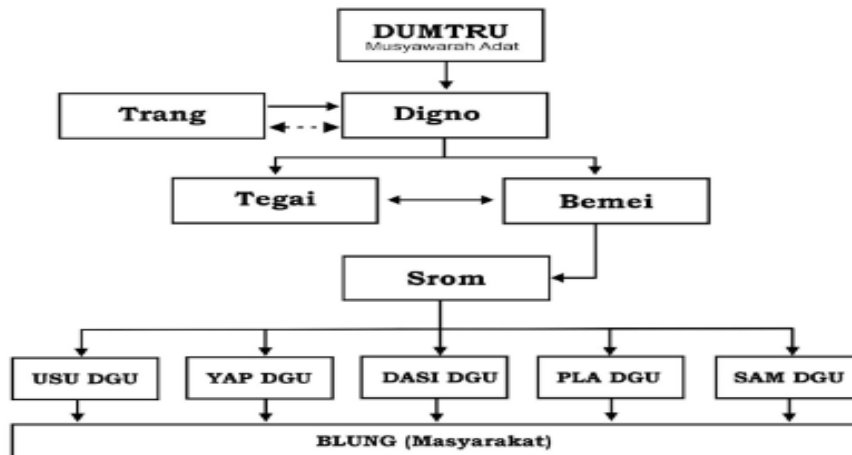 DUMTRU
Musyawarah Adat
Trang
Digno
Tegai
Bemei
Srom
USU DGU
YAP DGU
DASI DGU
PLA DGU
SAM DGU
BLUNG (Masyarakat)